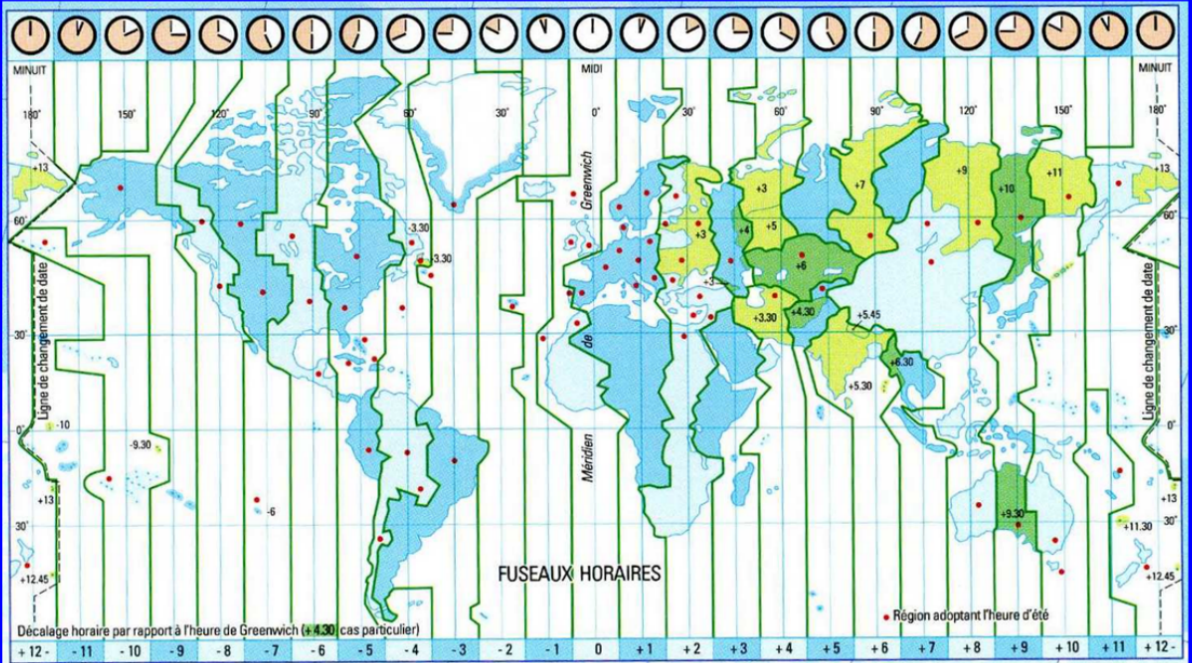 MINUIT MIDI MINUIT
180° 150° 120° 90° 60° 30° 0° 30° 60° 90° 120° 150° 180°
+13 +3 +7 +9 +10 +11 +13
Greenwich
60° 60°
-3.30 +3 +4 +5
-3.30 +6
+3
+3.30 +4.30 +5.45
30° 30°
Ligne de changement de date
de
Ligne de changement de date
+6.30
+5.30
-10
0° 0°
-9.30
Méridien
+13 -6 +9.30 +13
30° 30°
+11.30
+12.45 +12.45
FUSEAUX HORAIRES
Région adoptant l'heure d'été
Décalage horaire par rapport à l'heure de Greenwich (+ 4.30 cas particulier)
+ 12 - - 11 - 10 - 9 - 8 - 7 - 6 - 5 - 4 - 3 - 2 - 1 0 + 1 + 2 + 3 + 4 + 5 + 6 + 7 + 8 + 9 + 10 + 11 + 12 -